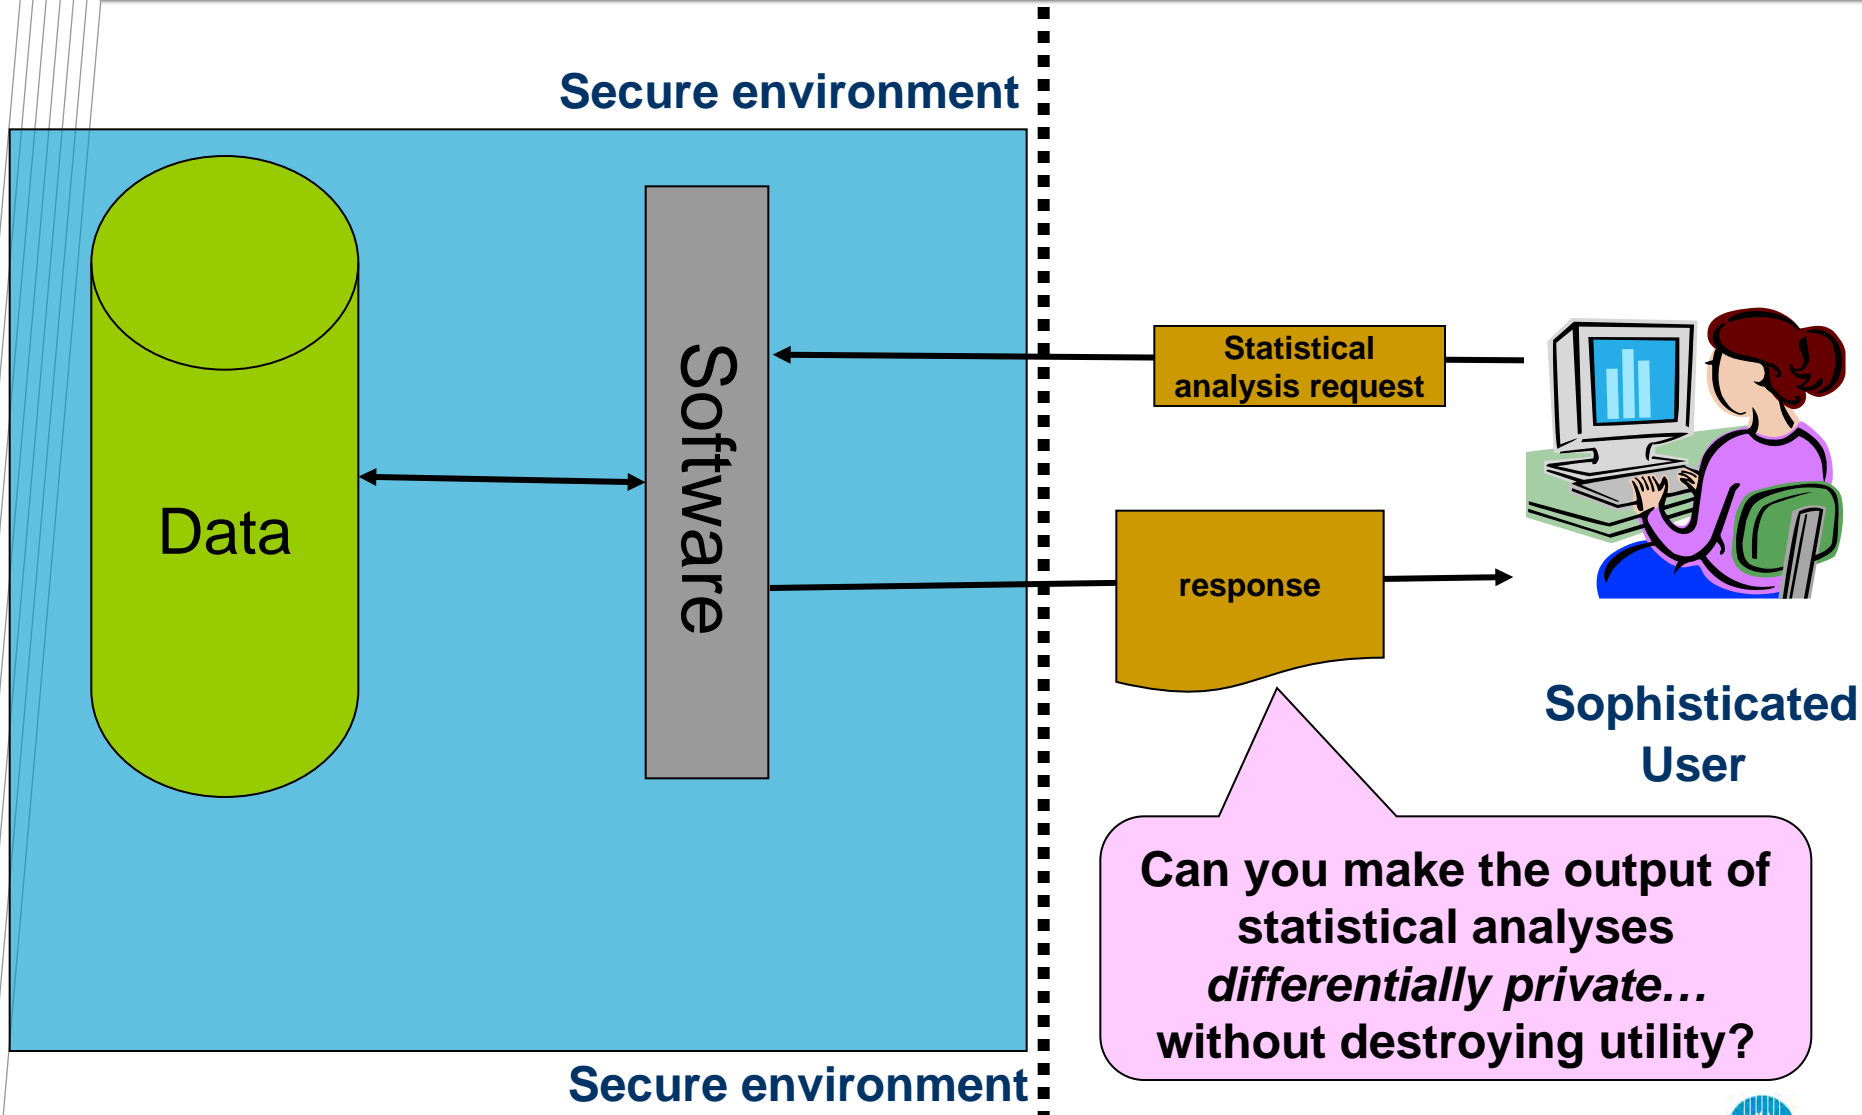 Secure environment
Data
Software
Statistical
analysis request
response
Sophisticated
User
Can you make the output of
statistical analyses
differentially private…
without destroying utility?
Secure environment